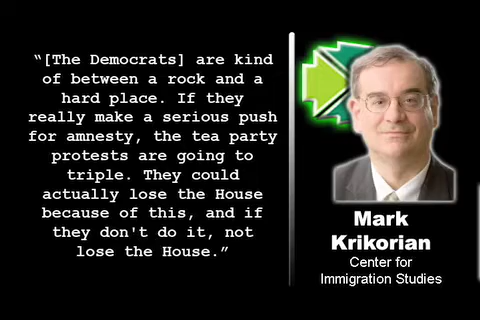 “[The Democrats] are kind
of between a rock and a
hard place. If they
really make a serious push
for amnesty, the tea party
protests are going to
triple. They could
actually lose the House
because of this, and if
they don't do it, not
lose the House.”
Mark
Krikorian
Center for
Immigration Studies